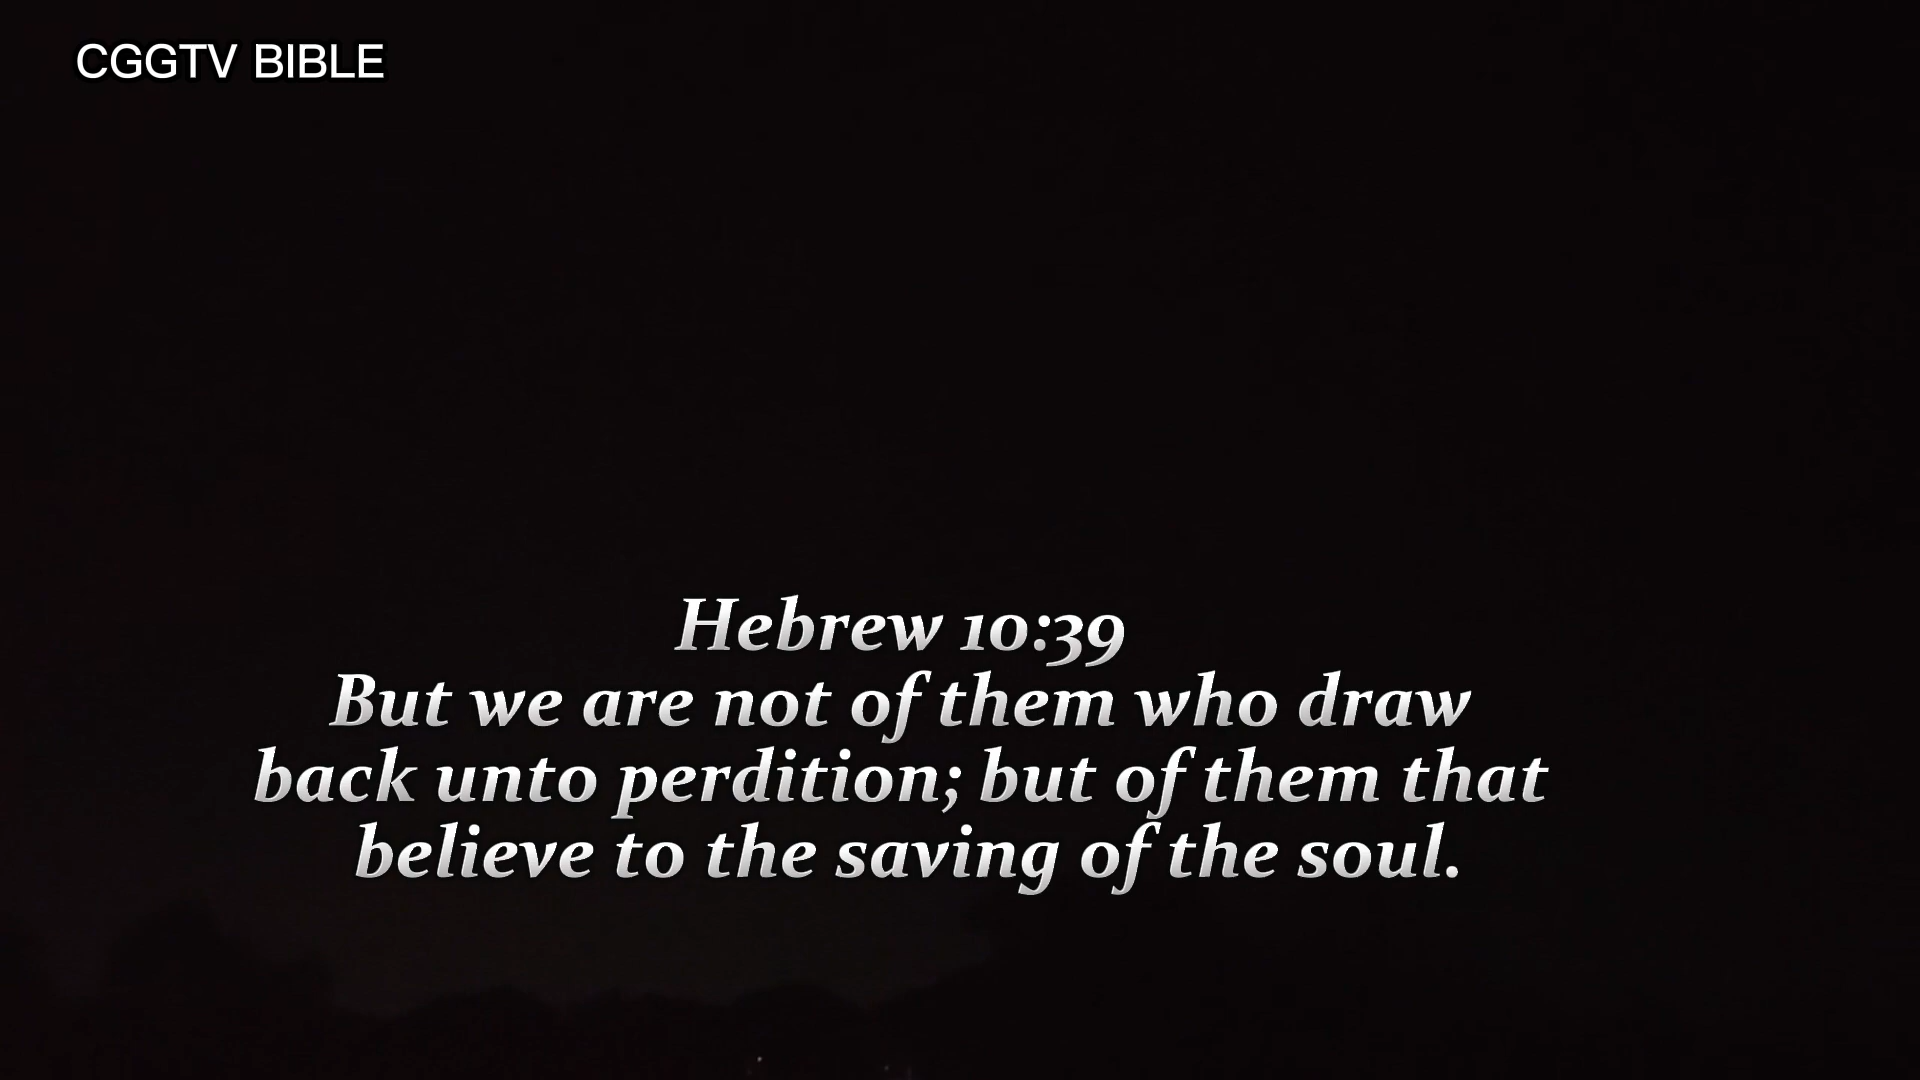 CGGTV BIBLE
Hebrew 10:39
But we are not of them who draw
back unto perdition; but of them that
believe to the saving of the soul.